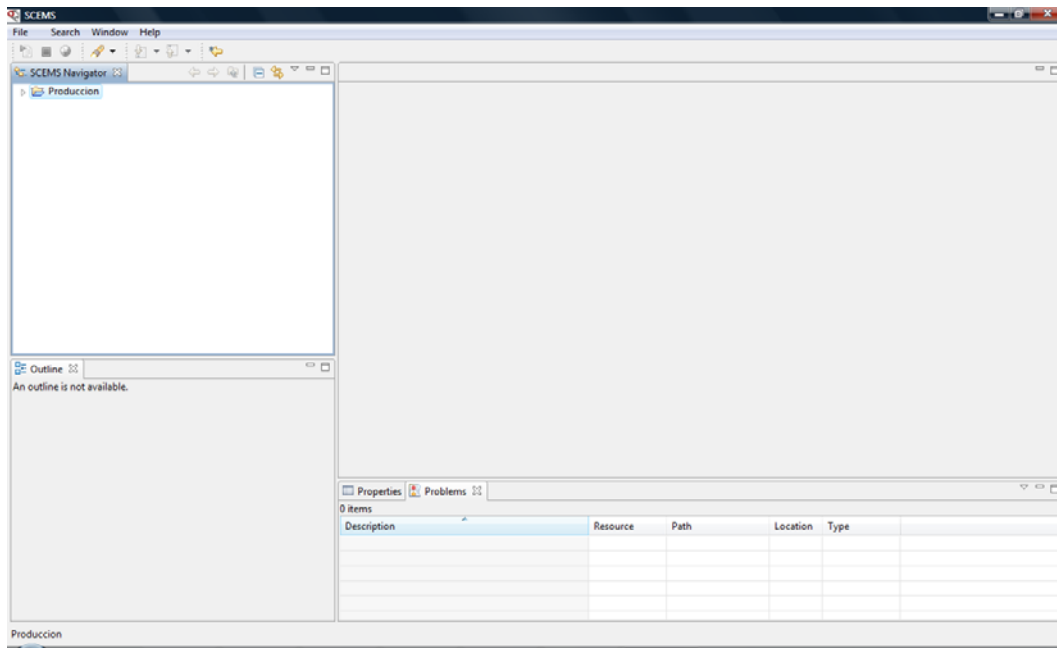 SCEMS
File Search Window Help
SCEMS Navigator
Produccion
Outline
An outline is not available.
Properties Problems
0 items
Description Resource Path Location Type
Produccion